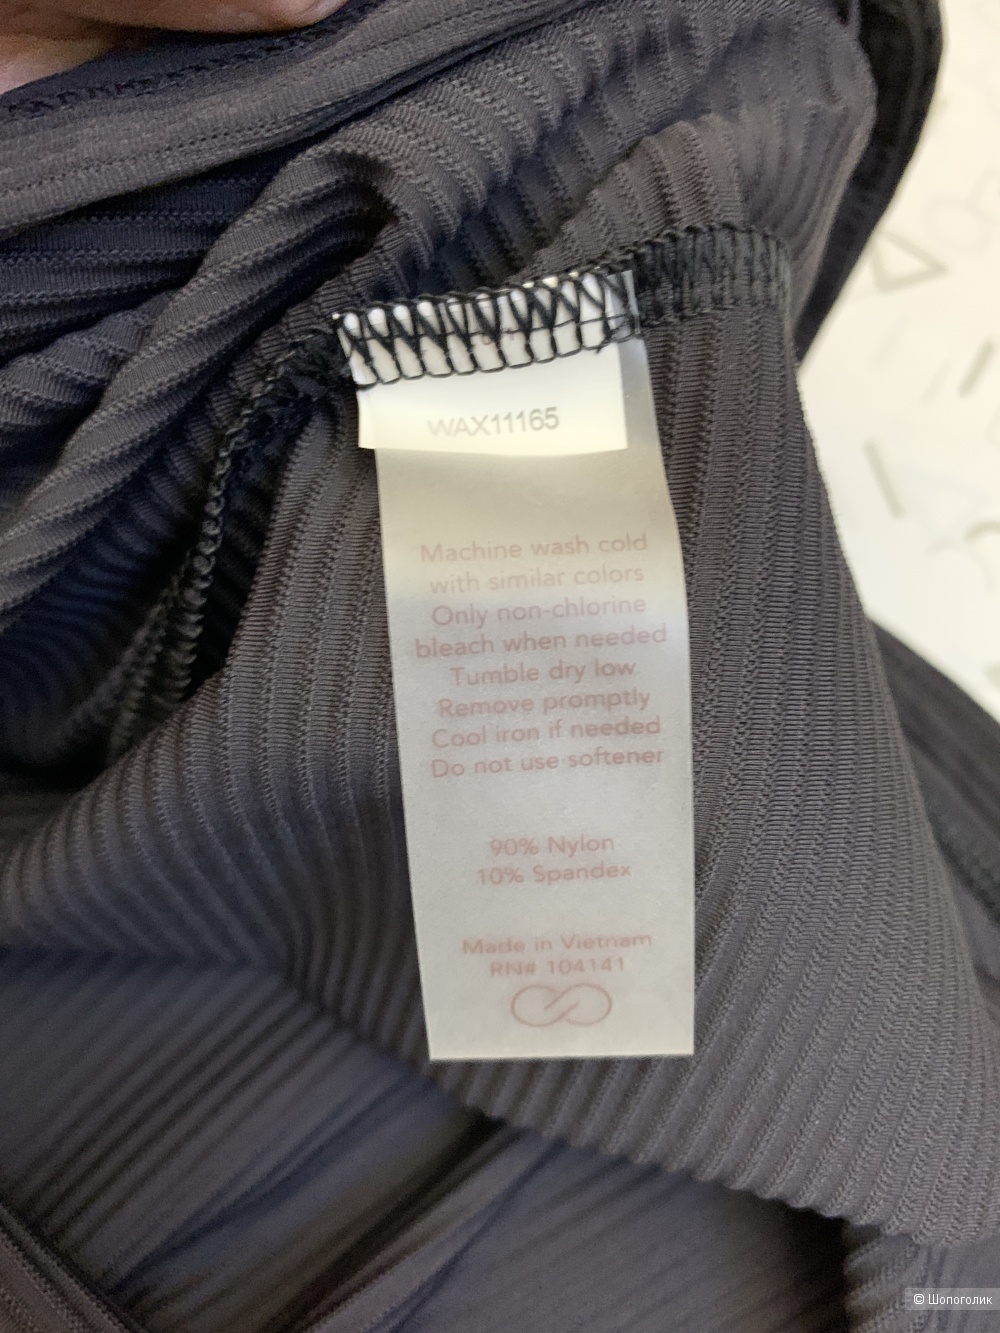 WAX11165
Machine wash cold
with similar colors
Only non-chlorine
bleach when needed
Tumble dry low
Remove promptly
Cool iron if needed
Do not use softener
90% Nylon
10% Spandex
Made in Vietnam
RN# 104141
© Шопоголик